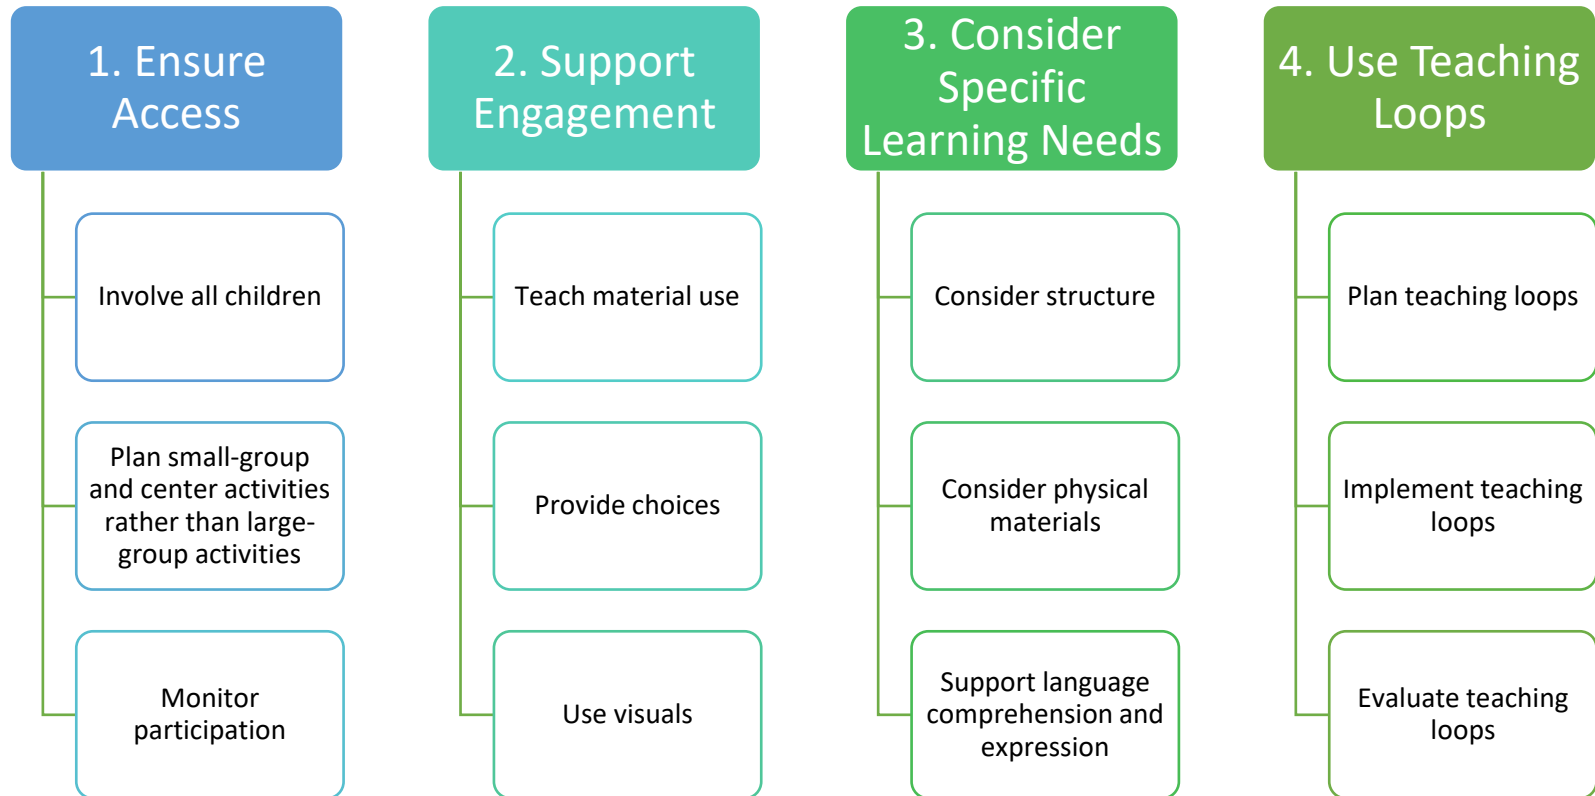 1. Ensure
Access
Involve all children
Plan small-group
and center activities
rather than large-
group activities
Monitor
participation
2. Support
Engagement
Teach material use
Provide choices
Use visuals
3. Consider
Specific
Learning Needs
Consider structure
Consider physical
materials
Support language
comprehension and
expression
4. Use Teaching
Loops
Plan teaching loops
Implement teaching
loops
Evaluate teaching
loops